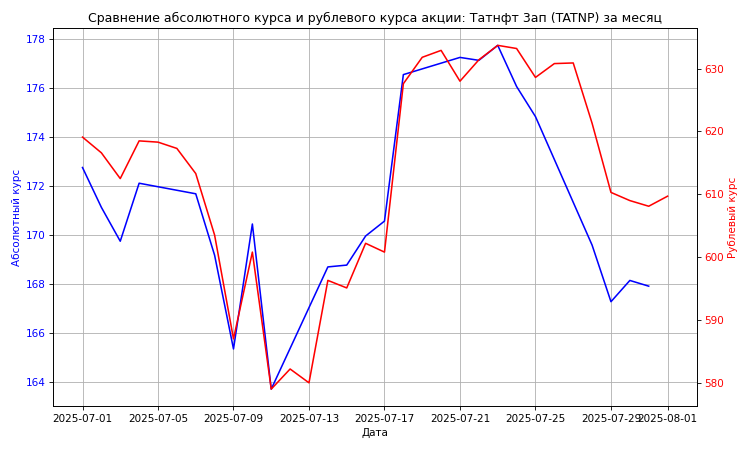 Сравнение абсолютного курса и рублевого курса акции: Татнфт 3ап (TATNP) за месяц
178
176
174
172
170
168
166
164
Абсолютный курс
630
620
610
600
590
580
Рублевый курс
2025-07-01 2025-07-05 2025-07-09 2025-07-13 2025-07-17 2025-07-21 2025-07-25 2025-07-29 2025-08-01
Дата